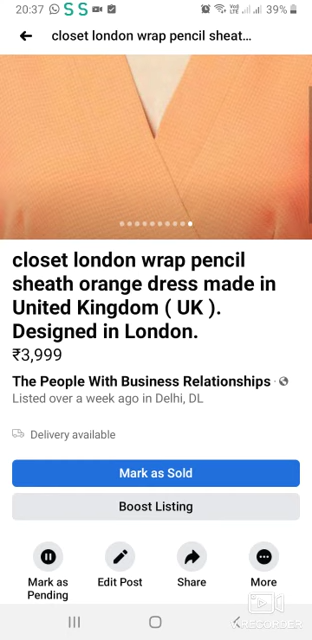 20:37 S S 39%
closet london wrap pencil sheat...
closet london wrap pencil
sheath orange dress made in
United Kingdom ( UK ).
Designed in London.
₹3,999
The People With Business Relationships ·
Listed over a week ago in Delhi, DL
Delivery available
Mark as Sold
Boost Listing
Mark as
Pending
Edit Post
Share
More
RECORDER